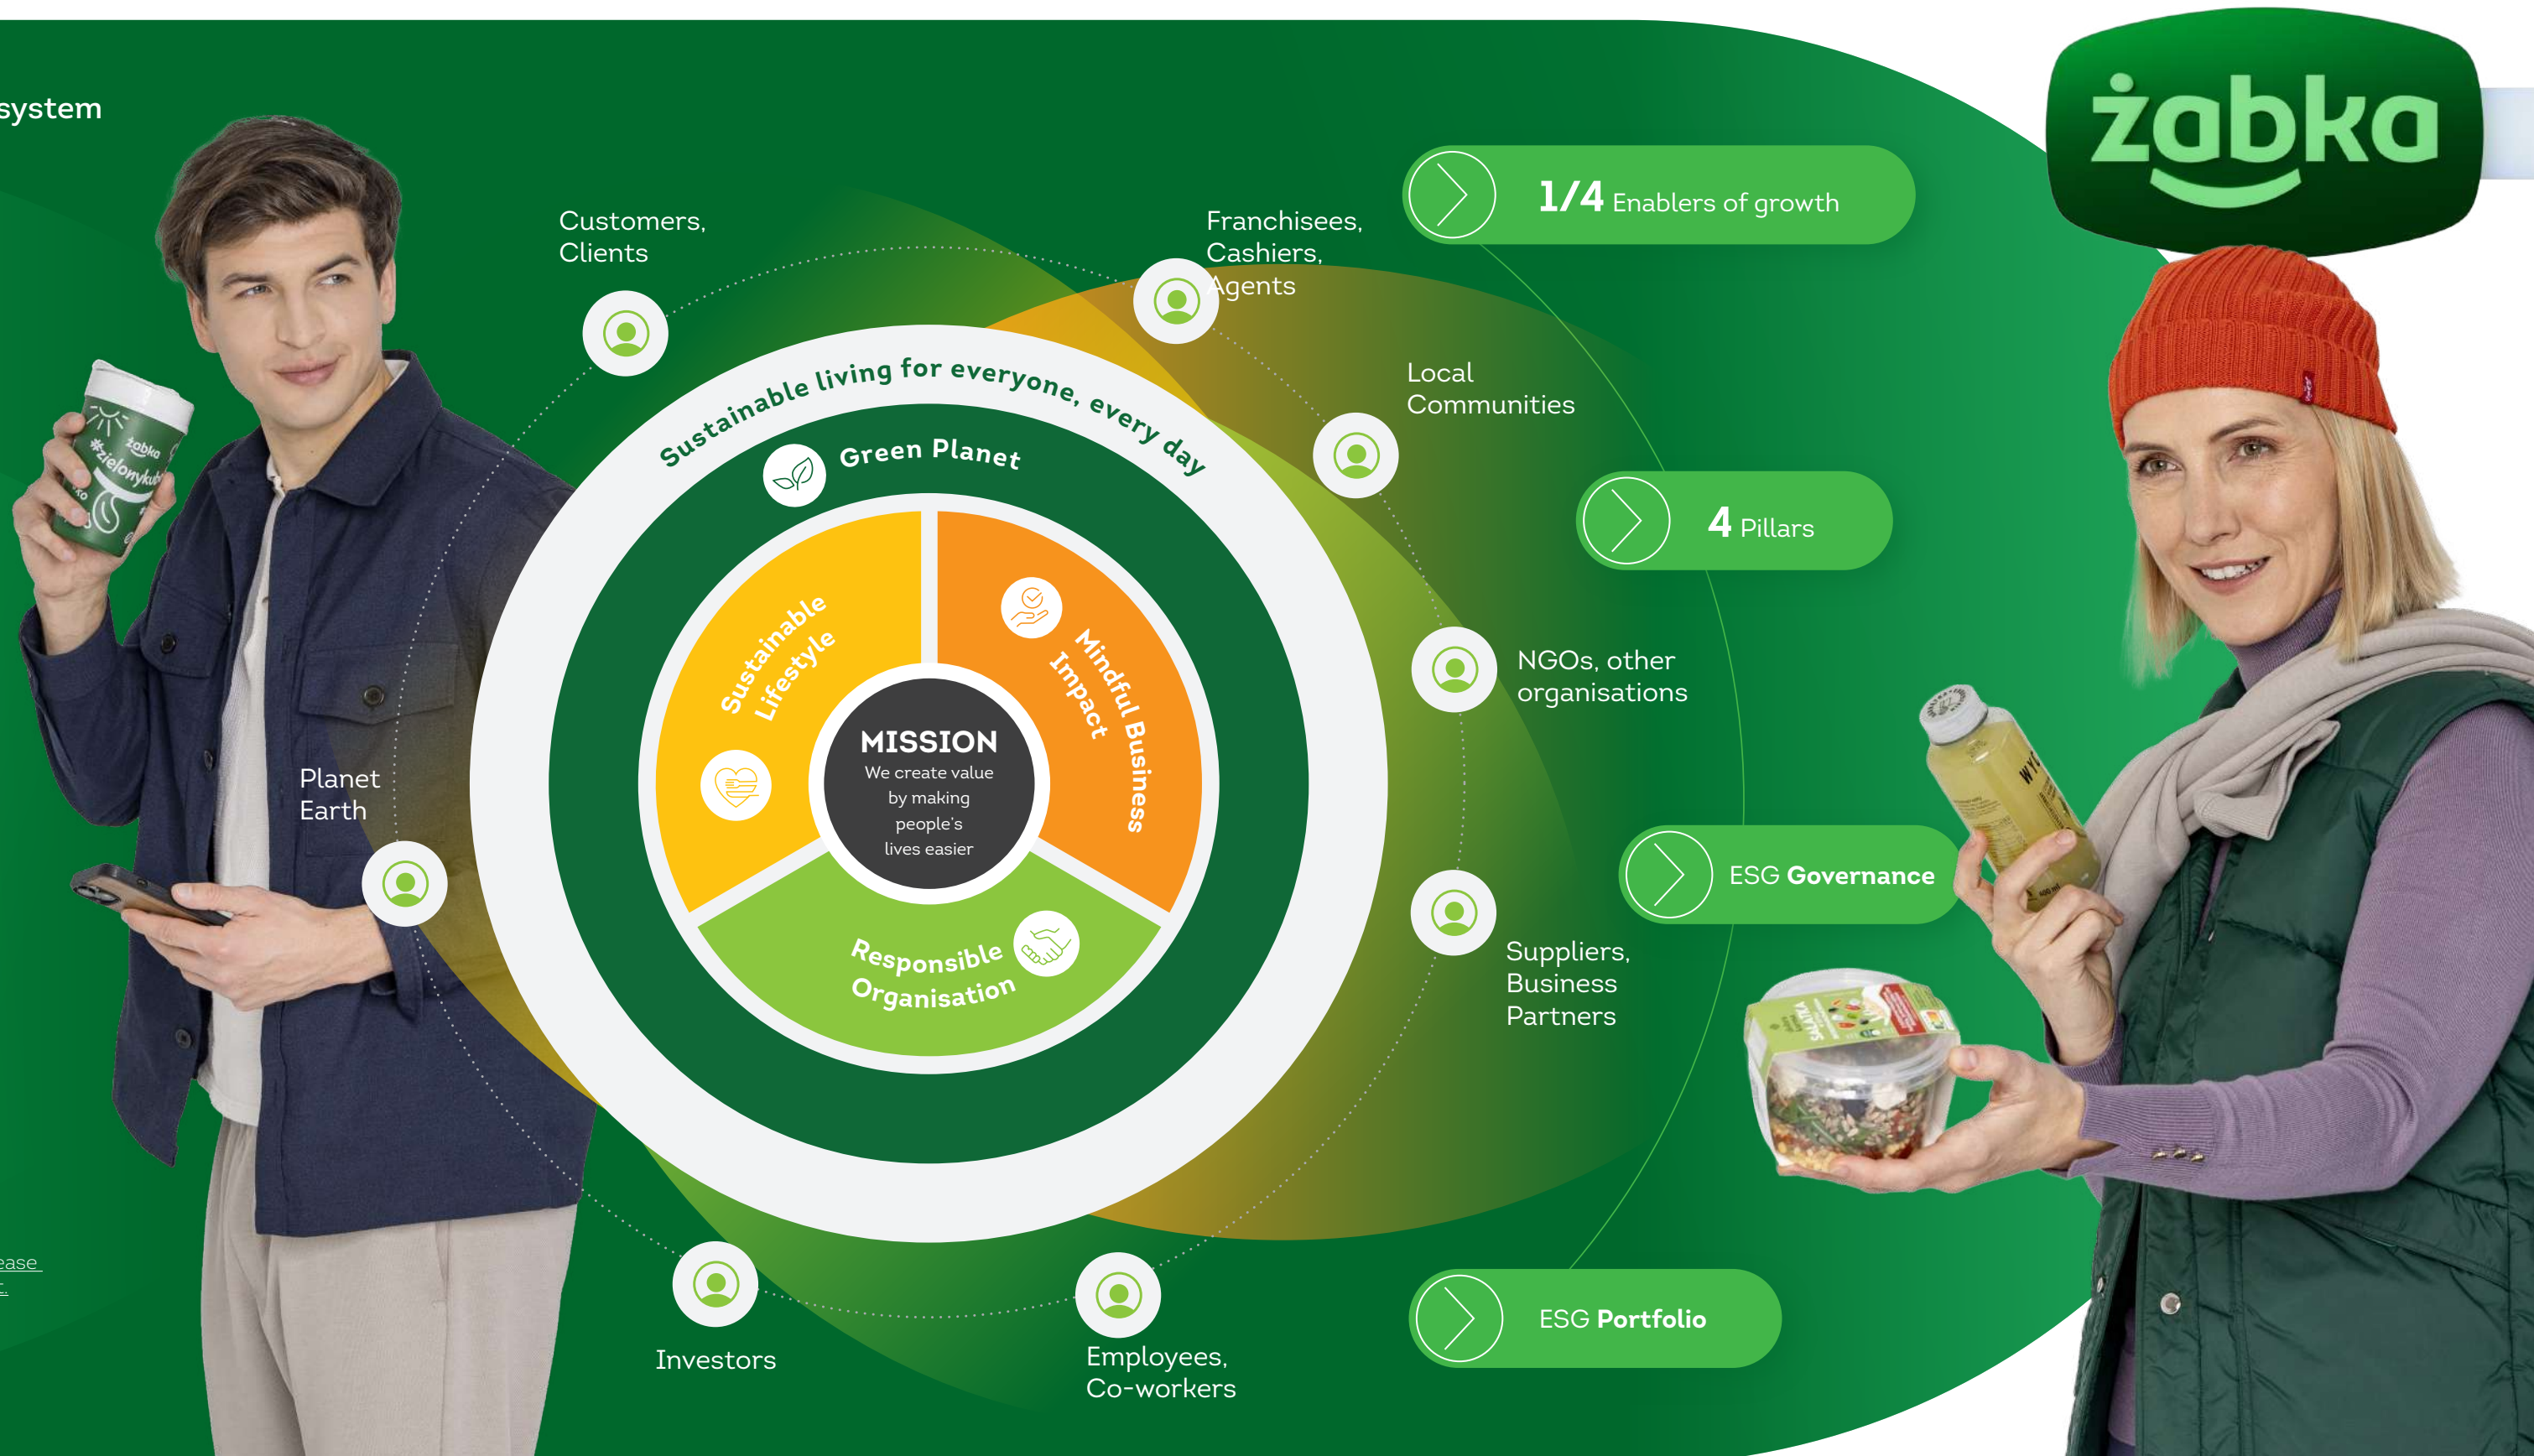 system
żabka
1/4 Enablers of growth
Customers,
Clients
Franchisees,
Cashiers,
Agents
Local
Communities
Sustainable living for everyone, every day
Green Planet
4 Pillars
żabka
Sustainable
Lifestyle
Mindful Business
Impact
NGOs, other
organisations
MISSION
We create value
by making
people's
lives easier
Planet
Earth
ESG Governance
Responsible
Organisation
Suppliers,
Business
Partners
SAŁATKA
ease
t.
ESG Portfolio
Investors
Employees,
Co-workers